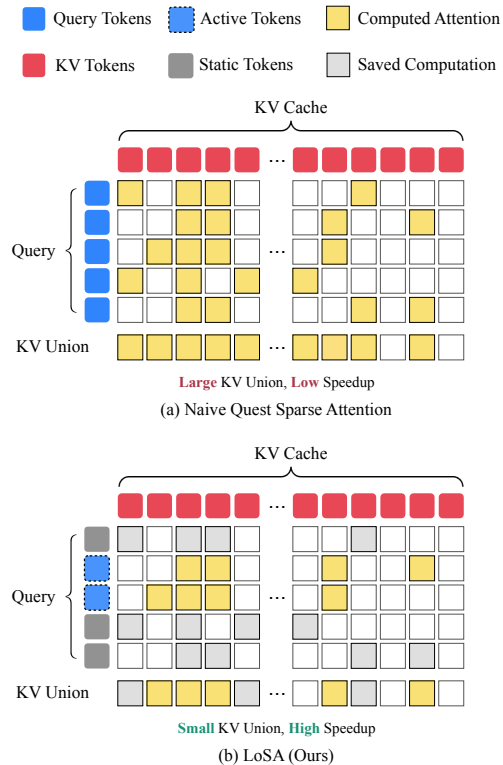 Query Tokens Active Tokens Computed Attention
KV Tokens Static Tokens Saved Computation
KV Cache
...
Query
...
KV Union
...
Large KV Union, Low Speedup
(a) Naive Quest Sparse Attention
KV Cache
...
Query
...
KV Union
...
Small KV Union, High Speedup
(b) LoSA (Ours)